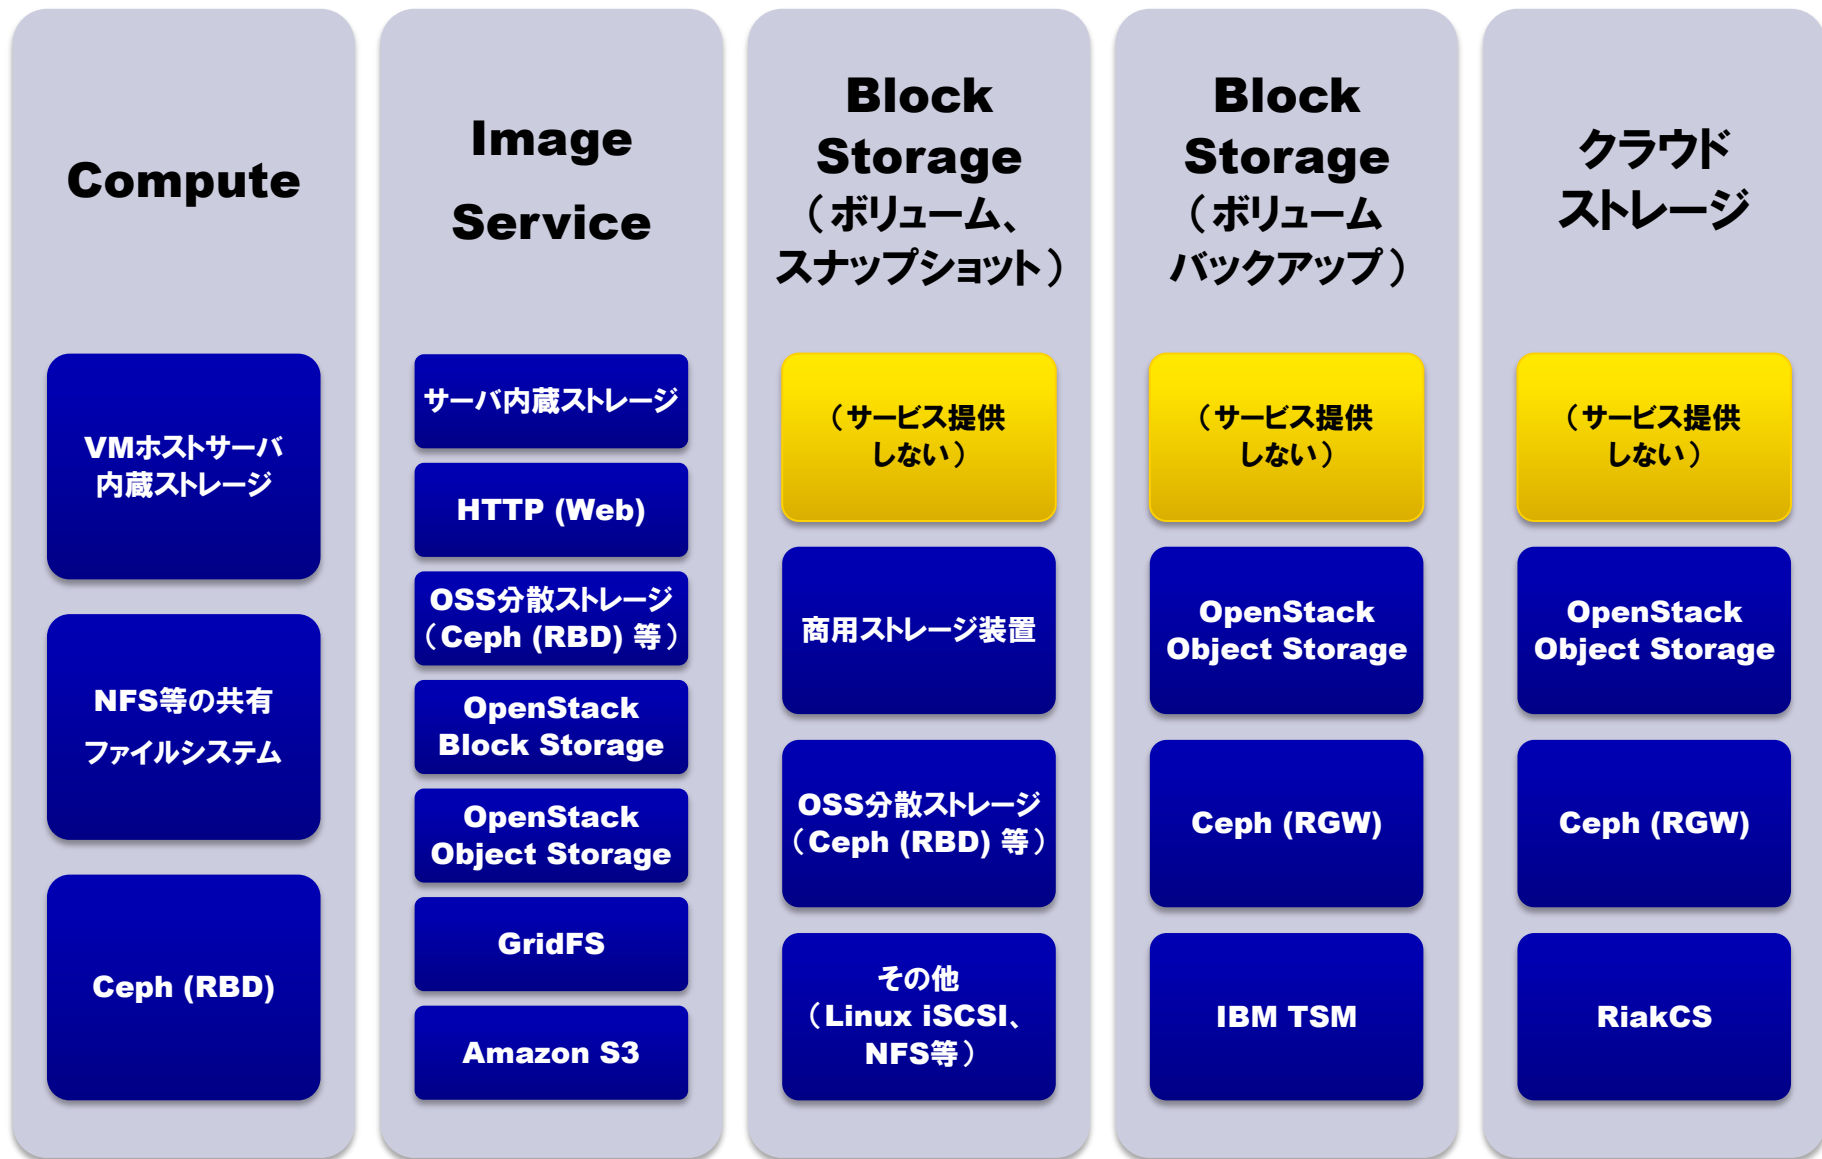 Compute
VMホストサーバ
内蔵ストレージ
NFS等の共有
ファイルシステム
Ceph (RBD)
Image
Service
サーバ内蔵ストレージ
HTTP (Web)
OSS分散ストレージ
（Ceph (RBD) 等）
OpenStack
Block Storage
OpenStack
Object Storage
GridFS
Amazon S3
Block
Storage
（ボリューム、
スナップショット）
（サービス提供
しない）
商用ストレージ装置
OSS分散ストレージ
（Ceph (RBD) 等）
その他
（Linux iSCSI、
NFS等）
Block
Storage
（ボリューム
バックアップ）
（サービス提供
しない）
OpenStack
Object Storage
Ceph (RGW)
IBM TSM
クラウド
ストレージ
（サービス提供
しない）
OpenStack
Object Storage
Ceph (RGW)
RiakCS